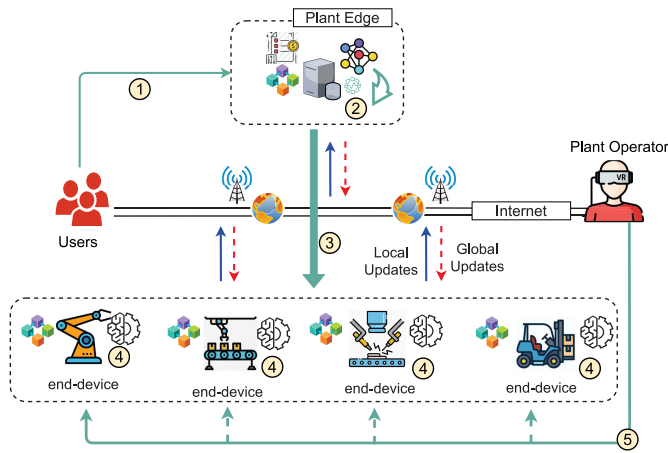 Plant Edge
1
2
Plant Operator
VR
Users
Internet
3
Local
Updates
Global
Updates
4
4
4
4
end-device
end-device
end-device
end-device
5